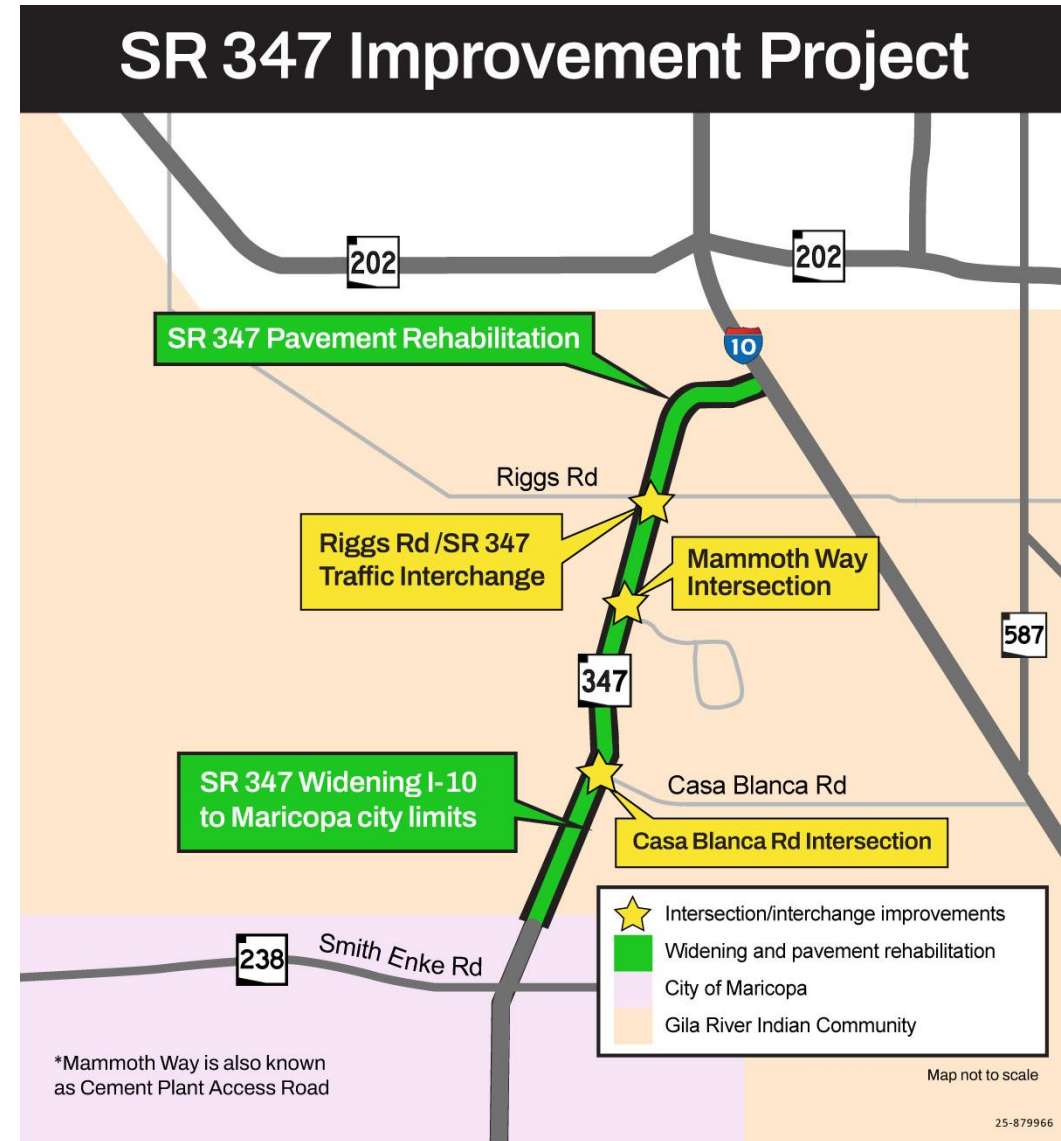 SR 347 Improvement Project
202
202
SR 347 Pavement Rehabilitation
10
Riggs Rd
Riggs Rd /SR 347
Traffic Interchange
Mammoth Way
Intersection
587
347
SR 347 Widening I-10
to Maricopa city limits
Casa Blanca Rd
Casa Blanca Rd Intersection
Intersection/interchange improvements
Widening and pavement rehabilitation
City of Maricopa
Gila River Indian Community
238
Smith Enke Rd
*Mammoth Way is also known
as Cement Plant Access Road
Map not to scale
25-879966